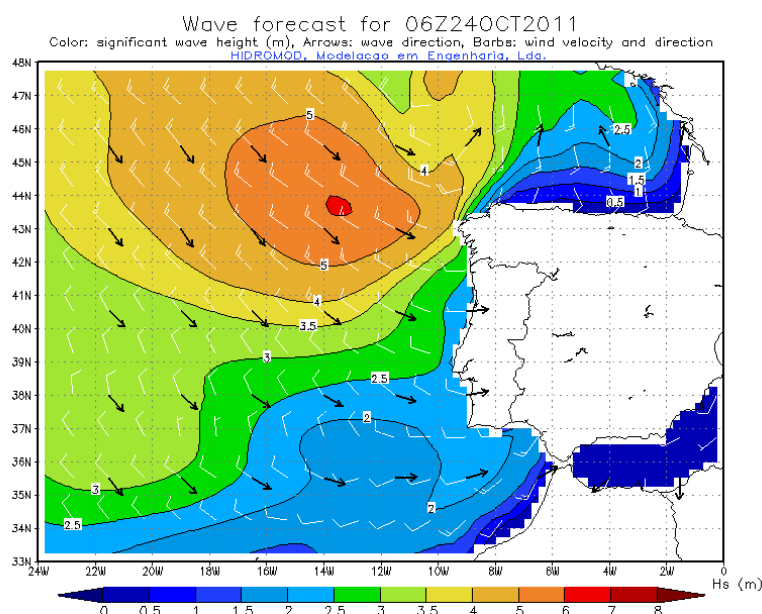 Wave forecast for 06Z24OCT2011
Color: significant wave height (m), Arrows: wave direction, Barbs: wind velocity and direction
HIDROMOD, Modelacao em Engenharia, Lda.
48N
47N
46N
45N
44N
43N
42N
41N
40N
39N
38N
37N
36N
35N
34N
33N
5
4
2.5
2
1.5
1
0.5
5
4
3.5
3
2.5
2
3
2.5
2
24W 22W 20W 18W 16W 14W 12W 10W 8W 6W 4W 2W 0
Hs (m)
0 0.5 1 1.5 2 2.5 3 3.5 4 5 6 7 8